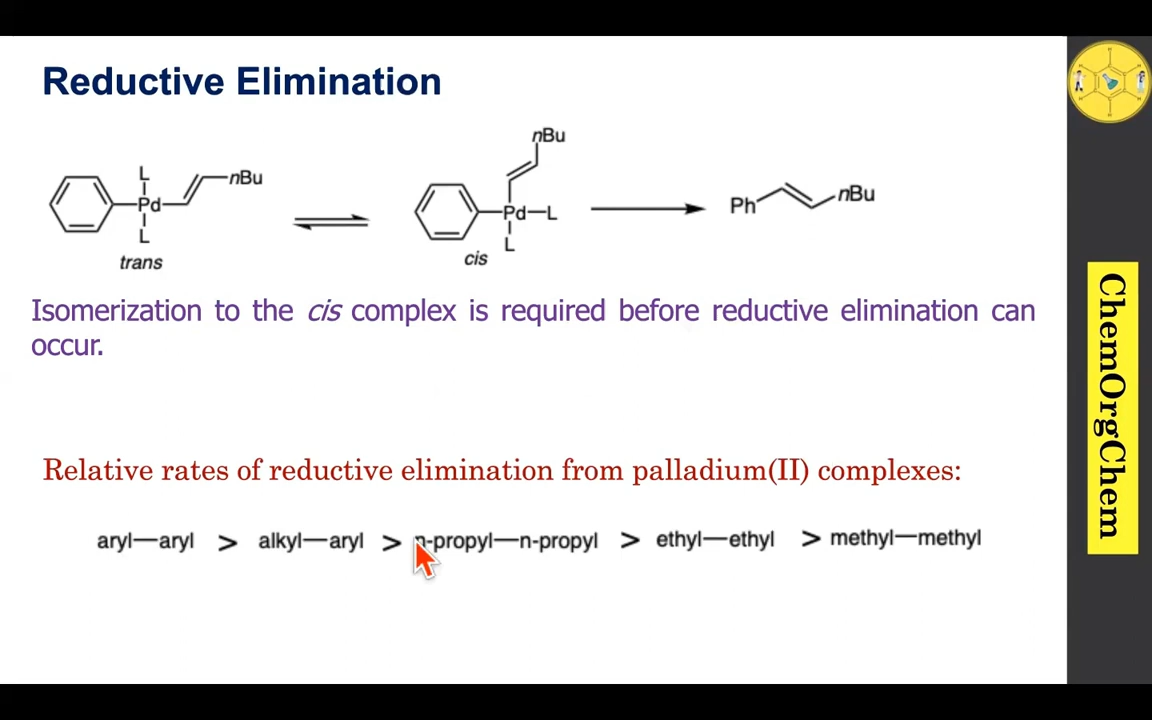 Reductive Elimination
nBu
L
nBu
Pd
L
trans
Pd—L
L
cis
Ph
nBu
Isomerization to the cis complex is required before reductive elimination can
occur.
Relative rates of reductive elimination from palladium(II) complexes:
aryl—aryl > alkyl—aryl > n-propyl—n-propyl > ethyl—ethyl > methyl—methyl
ChemOrgChem